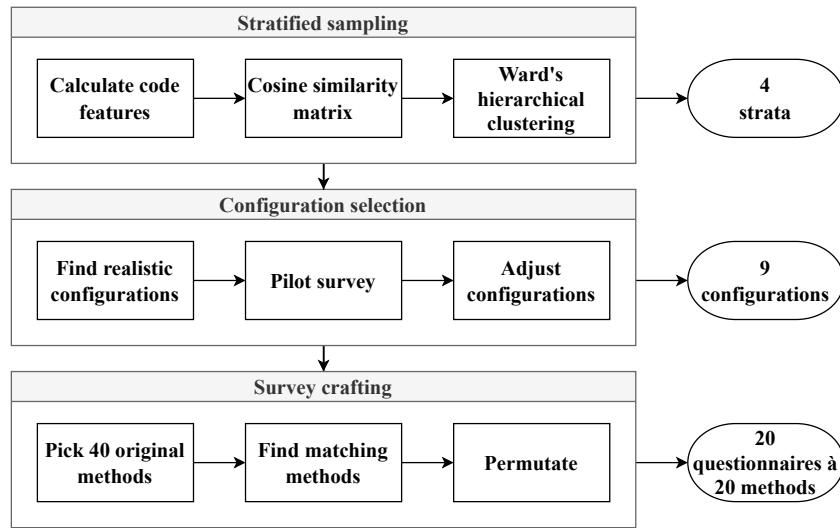 Stratified sampling
Calculate code
features
Cosine similarity
matrix
Ward's
hierarchical
clustering
4
strata
Configuration selection
Find realistic
configurations
Pilot survey
Adjust
configurations
9
configurations
Survey crafting
Pick 40 original
methods
Find matching
methods
Permutate
20
questionnaires à
20 methods